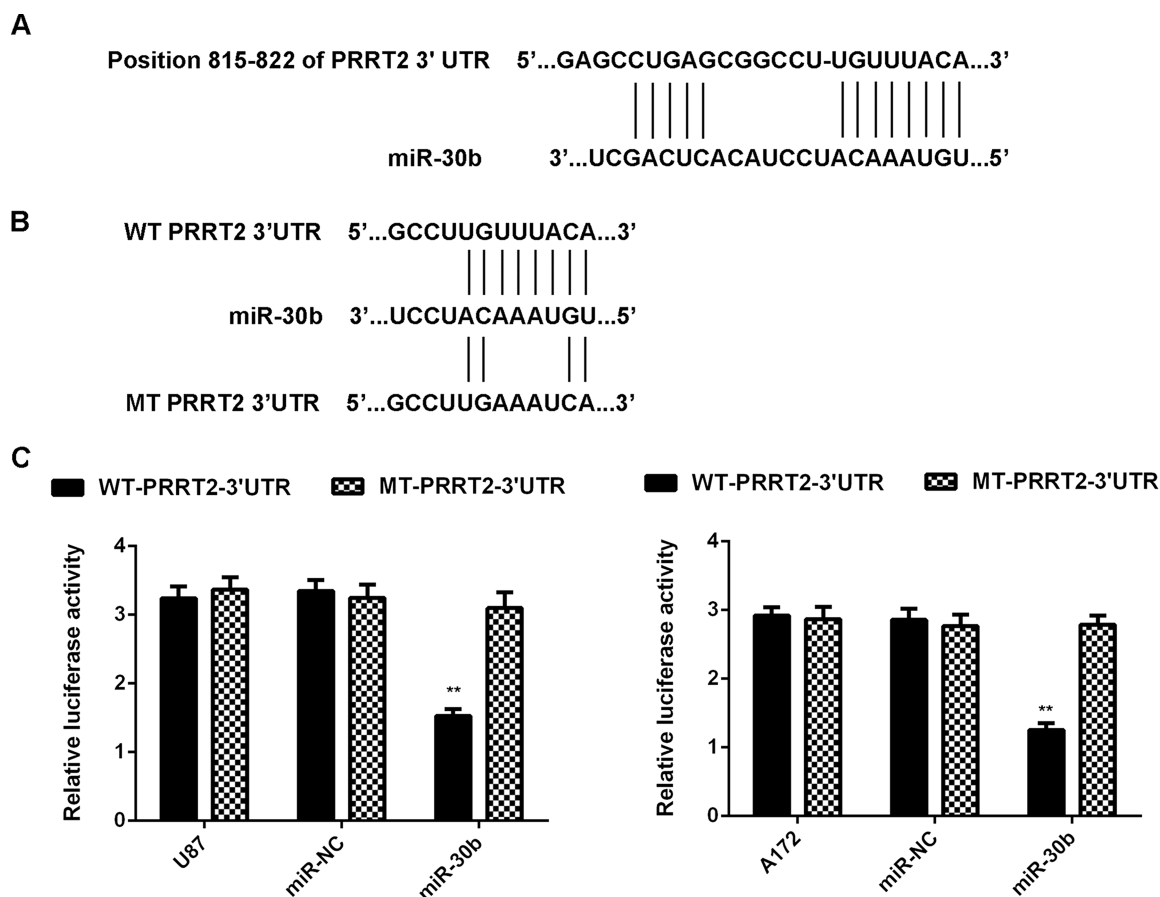 A
Position 815-822 of PRRT2 3' UTR 5'...GAGCCUGAGCGGCCU-UGUUUACA...3'
miR-30b 3'...UCGACUCACAUCCUACAAAUGU...5'
B
WT PRRT2 3'UTR 5'...GCCUUGUUUACA...3'
miR-30b 3'...UCCUACAAAUGU...5'
MT PRRT2 3'UTR 5'...GCCUUGAAAUCA...3'
C
WT-PRRT2-3'UTR MT-PRRT2-3'UTR
Relative luciferase activity
4
3
2
1
0
U87 miR-NC miR-30b
**
WT-PRRT2-3'UTR MT-PRRT2-3'UTR
Relative luciferase activity
4
3
2
1
0
A172 miR-NC miR-30b
**